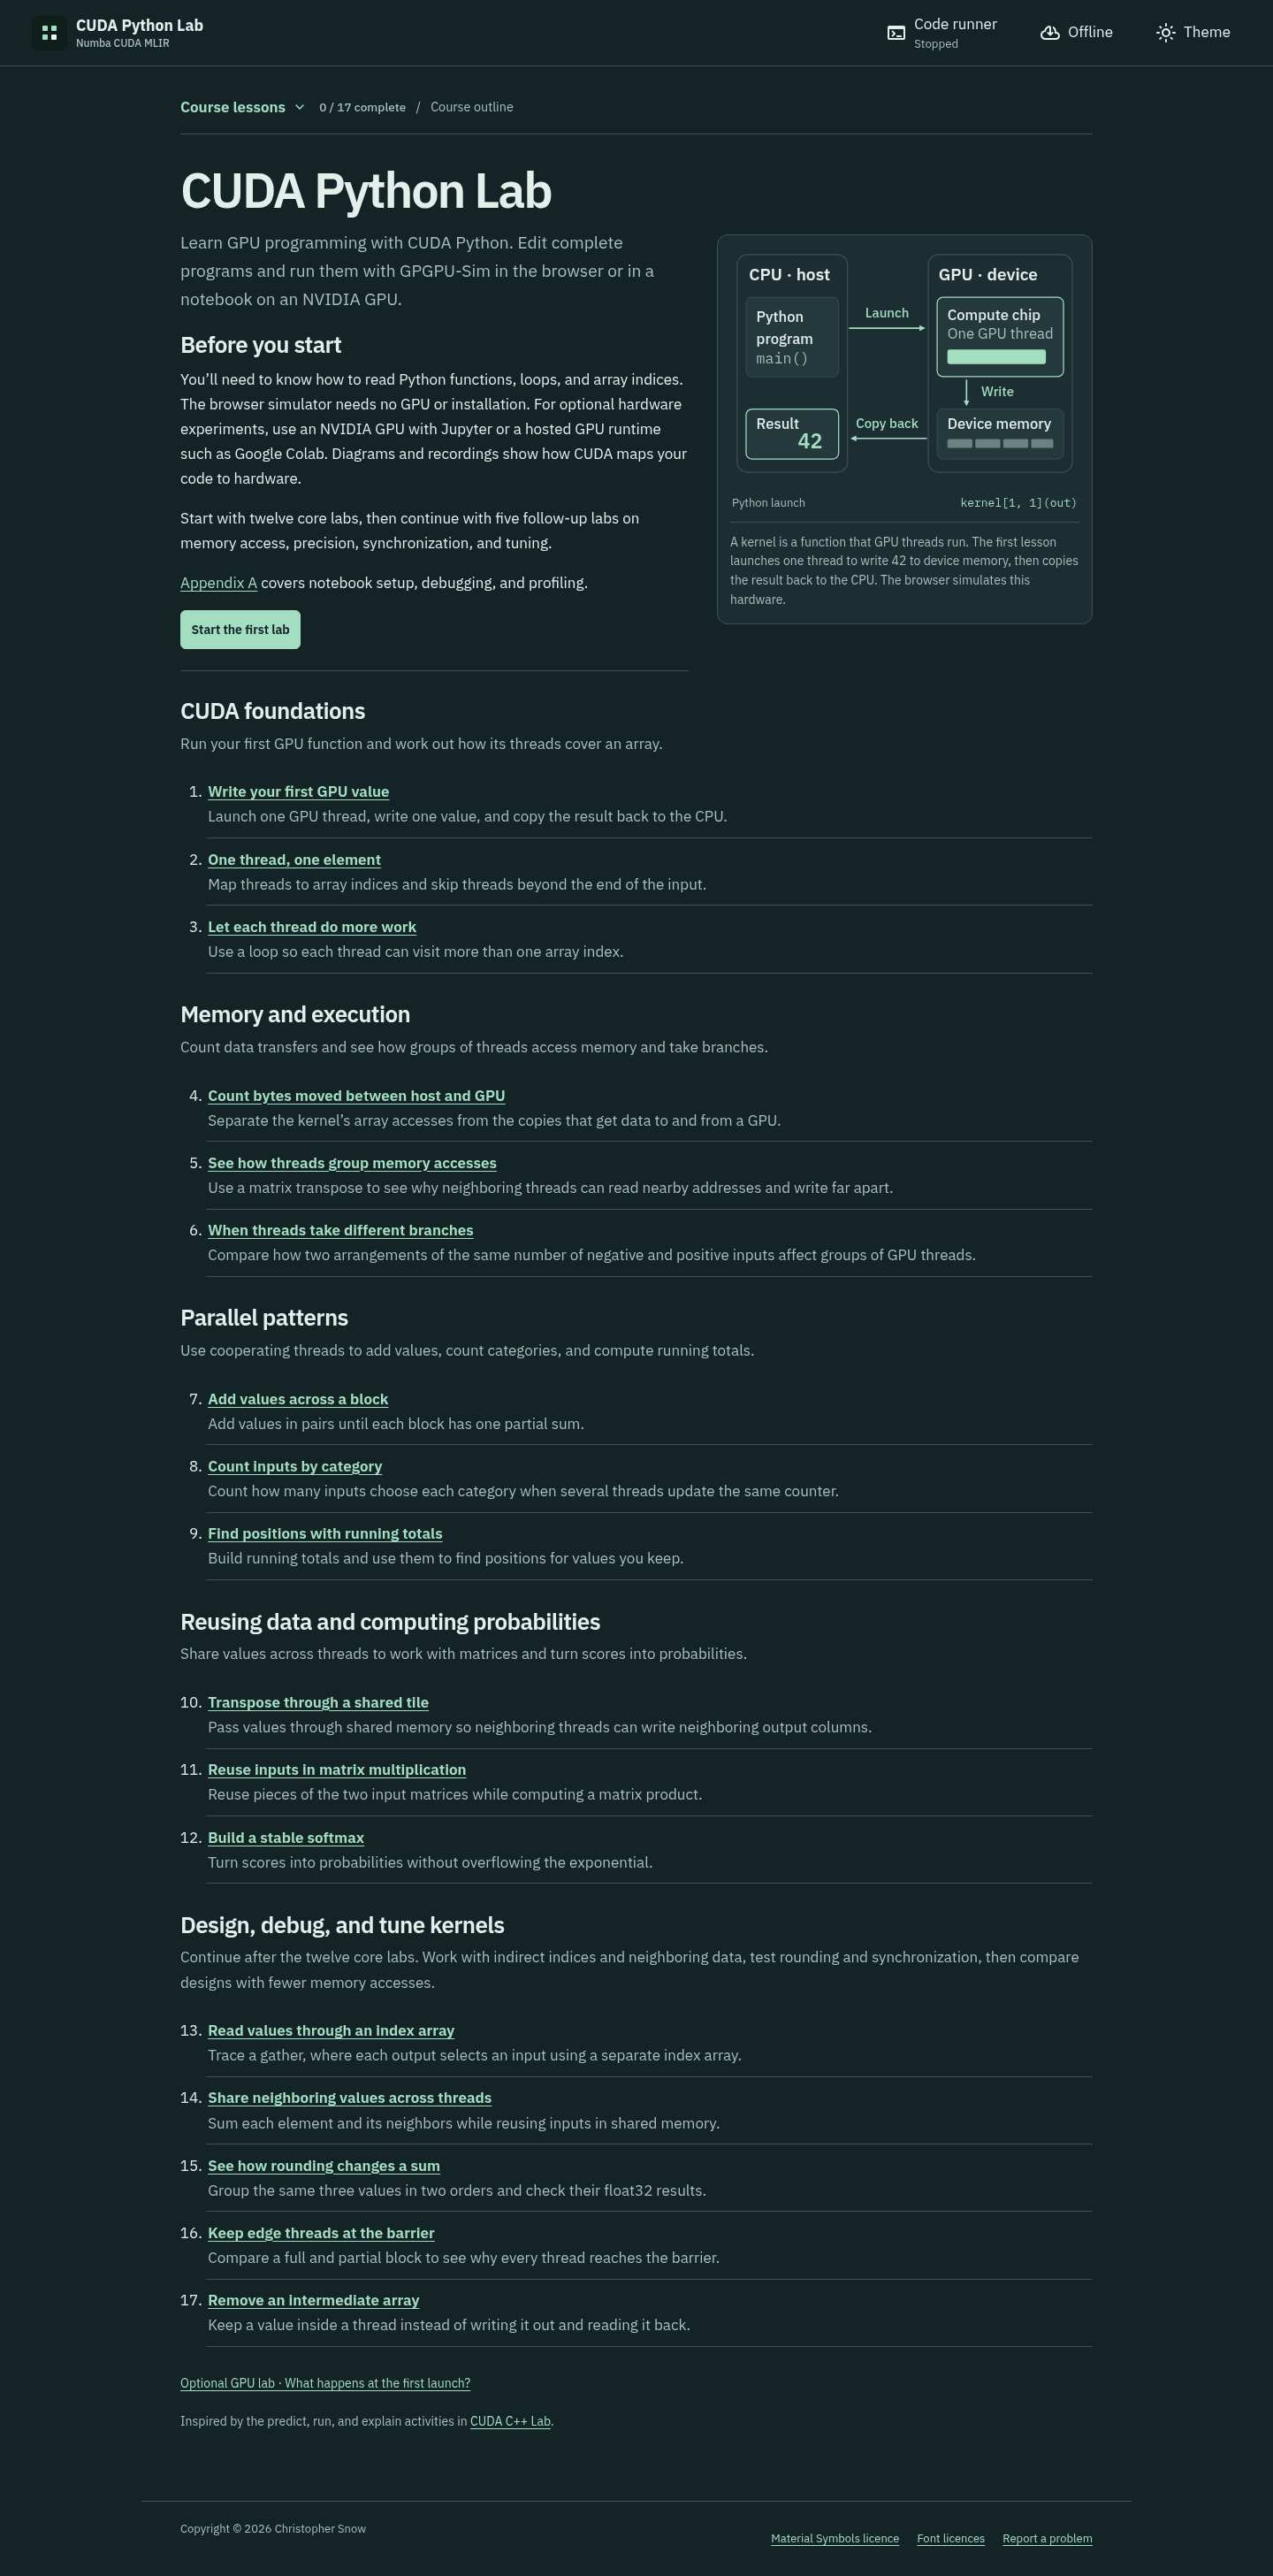 CUDA Python Lab
Numba CUDA MLIR
Code runner
Stopped
Offline
Theme
Course lessons
0 / 17 complete / Course outline
CUDA Python Lab
Learn GPU programming with CUDA Python. Edit complete
programs and run them with GPGPU-Sim in the browser or in a
notebook on an NVIDIA GPU.
Before you start
You’ll need to know how to read Python functions, loops, and array indices.
The browser simulator needs no GPU or installation. For optional hardware
experiments, use an NVIDIA GPU with Jupyter or a hosted GPU runtime
such as Google Colab. Diagrams and recordings show how CUDA maps your
code to hardware.
Start with twelve core labs, then continue with five follow-up labs on
memory access, precision, synchronization, and tuning.
Appendix A covers notebook setup, debugging, and profiling.
Start the first lab
CPU · host
Python
program
main()
Result
42
Launch
Copy back
GPU · device
Compute chip
One GPU thread
Write
Device memory
Python launch
kernel[1, 1](out)
A kernel is a function that GPU threads run. The first lesson
launches one thread to write 42 to device memory, then copies
the result back to the CPU. The browser simulates this
hardware.
CUDA foundations
Run your first GPU function and work out how its threads cover an array.
1. Write your first GPU value
Launch one GPU thread, write one value, and copy the result back to the CPU.
2. One thread, one element
Map threads to array indices and skip threads beyond the end of the input.
3. Let each thread do more work
Use a loop so each thread can visit more than one array index.
Memory and execution
Count data transfers and see how groups of threads access memory and take branches.
4. Count bytes moved between host and GPU
Separate the kernel’s array accesses from the copies that get data to and from a GPU.
5. See how threads group memory accesses
Use a matrix transpose to see why neighboring threads can read nearby addresses and write far apart.
6. When threads take different branches
Compare how two arrangements of the same number of negative and positive inputs affect groups of GPU threads.
Parallel patterns
Use cooperating threads to add values, count categories, and compute running totals.
7. Add values across a block
Add values in pairs until each block has one partial sum.
8. Count inputs by category
Count how many inputs choose each category when several threads update the same counter.
9. Find positions with running totals
Build running totals and use them to find positions for values you keep.
Reusing data and computing probabilities
Share values across threads to work with matrices and turn scores into probabilities.
10. Transpose through a shared tile
Pass values through shared memory so neighboring threads can write neighboring output columns.
11. Reuse inputs in matrix multiplication
Reuse pieces of the two input matrices while computing a matrix product.
12. Build a stable softmax
Turn scores into probabilities without overflowing the exponential.
Design, debug, and tune kernels
Continue after the twelve core labs. Work with indirect indices and neighboring data, test rounding and synchronization, then compare
designs with fewer memory accesses.
13. Read values through an index array
Trace a gather, where each output selects an input using a separate index array.
14. Share neighboring values across threads
Sum each element and its neighbors while reusing inputs in shared memory.
15. See how rounding changes a sum
Group the same three values in two orders and check their float32 results.
16. Keep edge threads at the barrier
Compare a full and partial block to see why every thread reaches the barrier.
17. Remove an intermediate array
Keep a value inside a thread instead of writing it out and reading it back.
Optional GPU lab · What happens at the first launch?
Inspired by the predict, run, and explain activities in CUDA C++ Lab.
Copyright © 2026 Christopher Snow
Material Symbols licence
Font licences
Report a problem